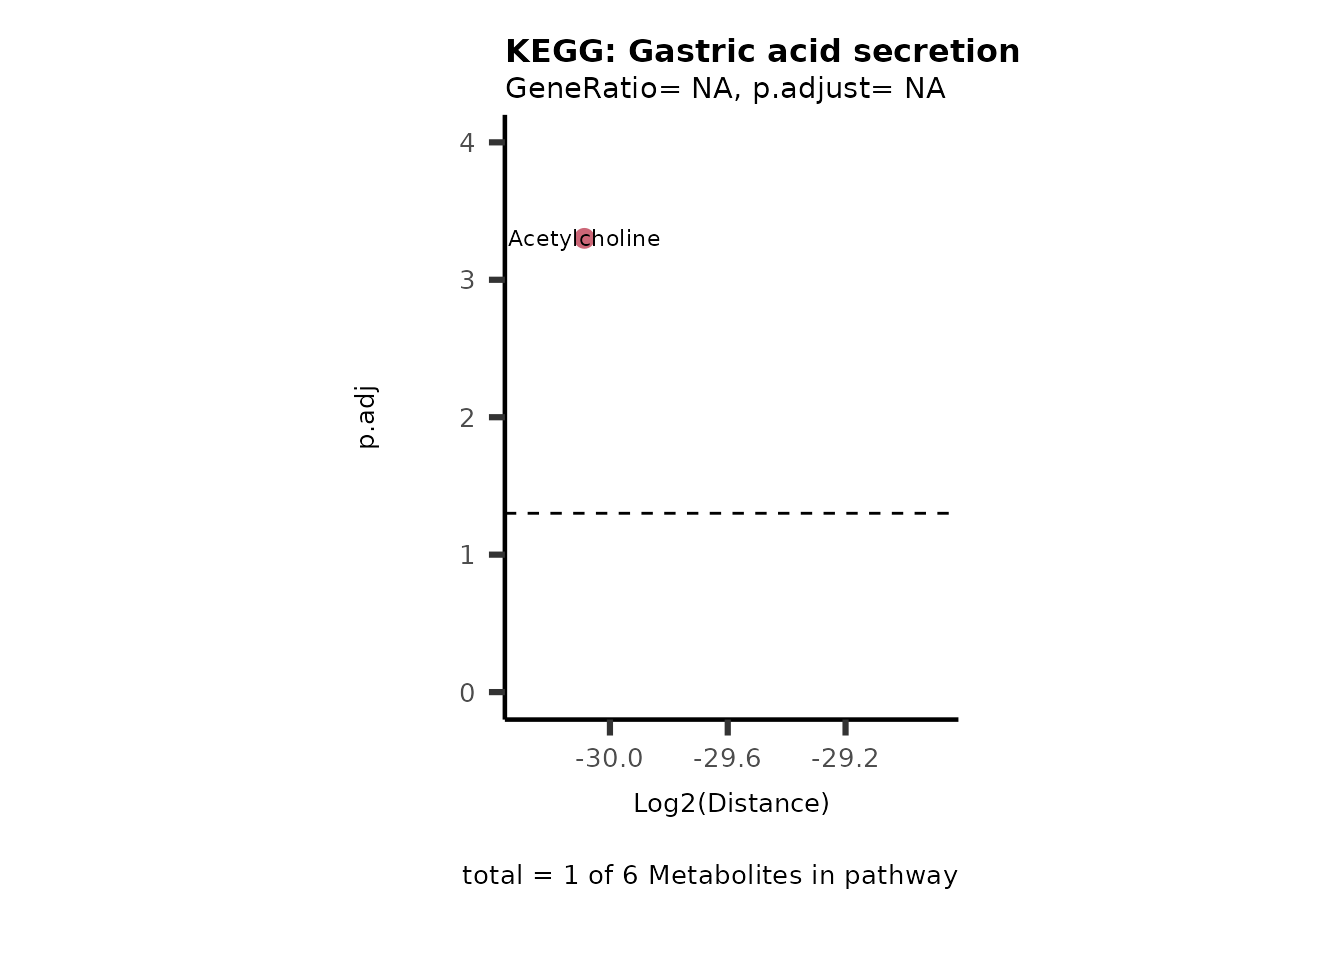 KEGG: Gastric acid secretion
GeneRatio= NA, p.adjust= NA
4
Acetylcholine
3
p.adj
2
1
0
-30.0 -29.6 -29.2
Log2(Distance)
total = 1 of 6 Metabolites in pathway